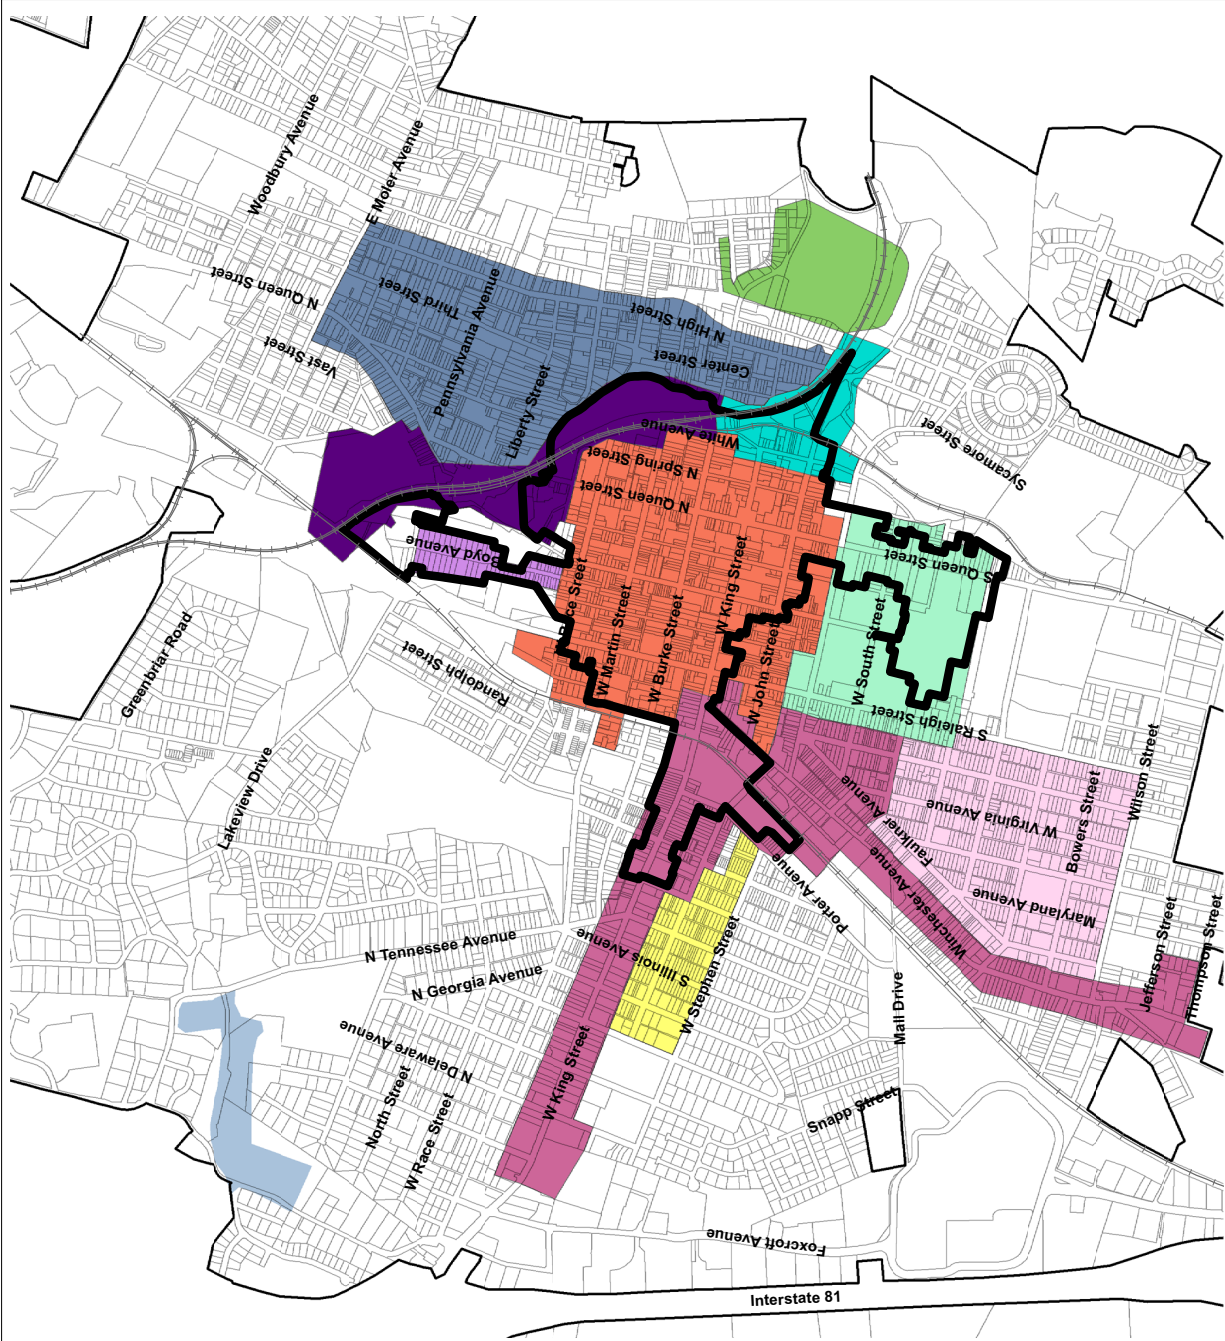 Woodbury Avenue
E Moler Avenue
N Queen Street
Third Street
Vast Street
Pennsylvania Avenue
N High Street
Center Street
Liberty Street
White Avenue
N Spring Street
N Queen Street
Sycamore Street
Boyd Avenue
S Queen Street
W Race Sreet
W King Street
W Martin Street
W Burke Street
W South Street
W John Street
Greenbriar Road
Randolph Street
S Raleigh Street
Lakeview Drive
Wilson Street
W Virginia Avenue
Bowers Street
Faulkner Avenue
Maryland Avenue
Winchester Avenue
Porter Avenue
N Tennessee Avenue
S Illinois Avenue
W Stephen Street
N Georgia Avenue
Jefferson Street
Thompson Street
Mall Drive
N Delaware Avenue
W King Street
North Street
W Race Street
Snapp Street
Foxcroft Avenue
Interstate 81